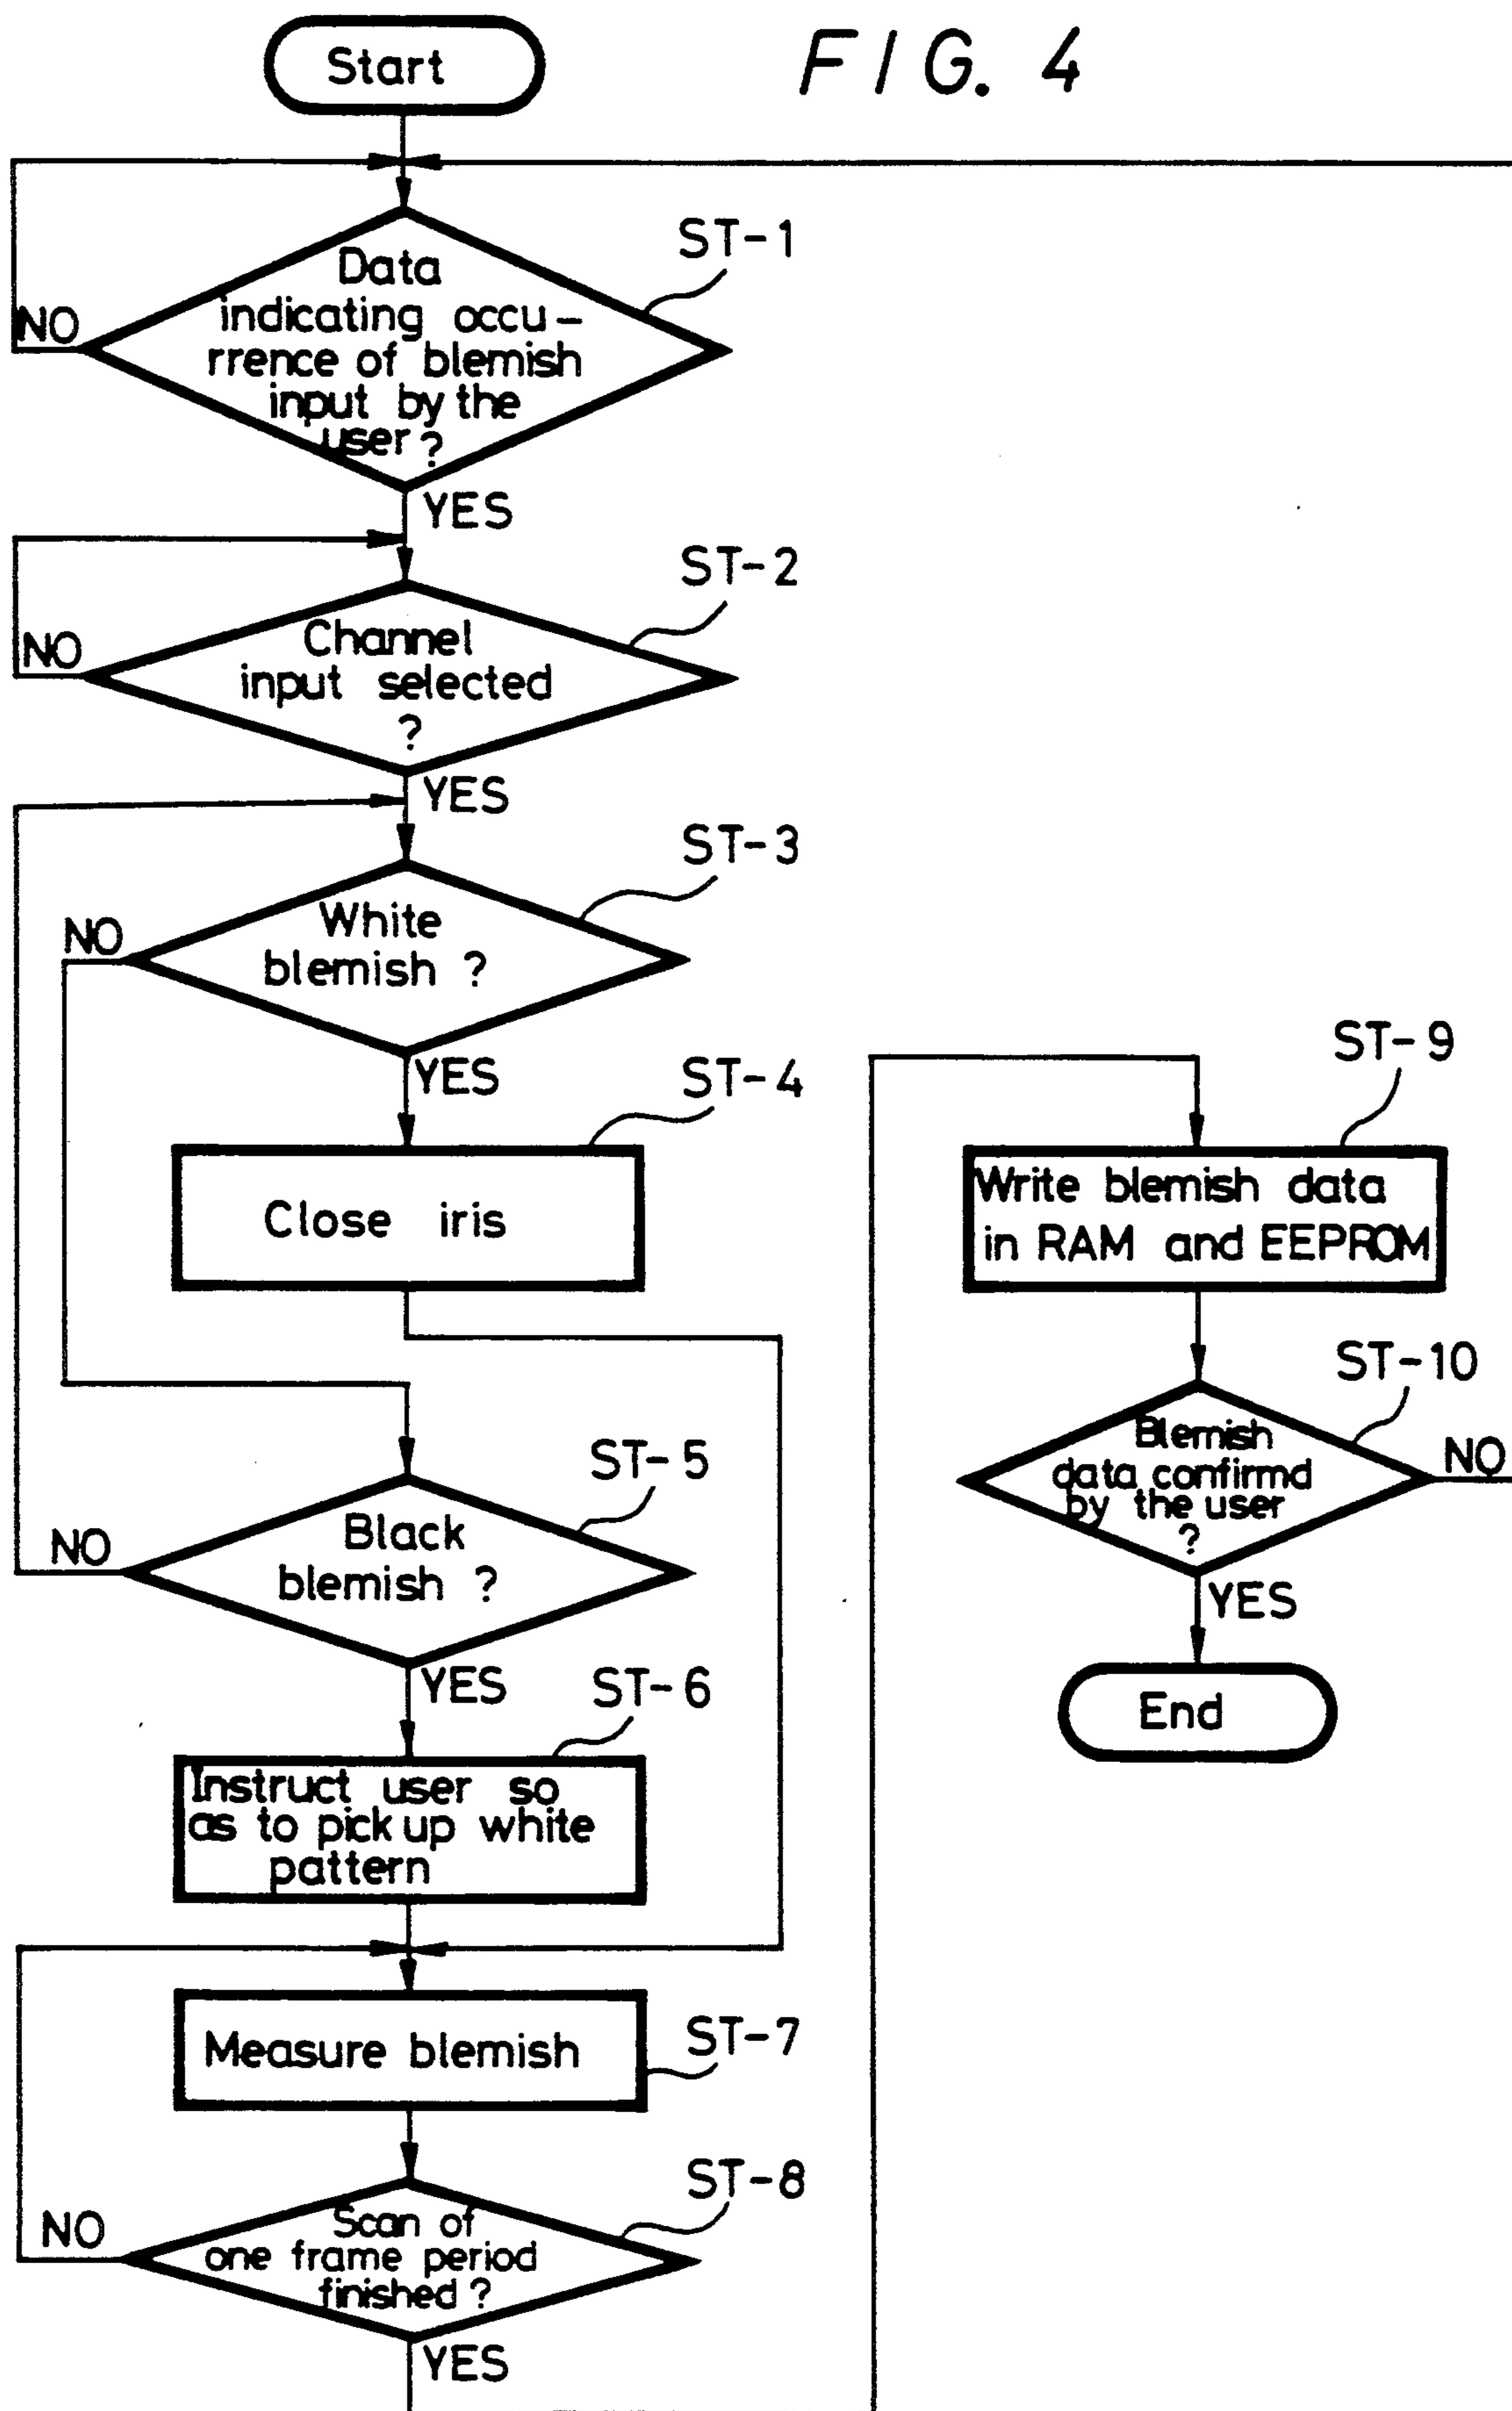 FIG. 4
Start
ST-1
Data
indicating occu-
rrence of blemish
input by the
user ?
NO
YES
ST-2
Channel
input selected
?
NO
YES
ST-3
White
blemish ?
NO
YES
ST-4
Close iris
ST-5
Black
blemish ?
NO
YES
ST-6
Instruct user so
as to pick up white
pattern
ST-7
Measure blemish
ST-8
Scan of
one frame period
finished ?
NO
YES
ST-9
Write blemish data
in RAM and EEPROM
ST-10
Blemish
data confirmd
by the user
?
NO
YES
End